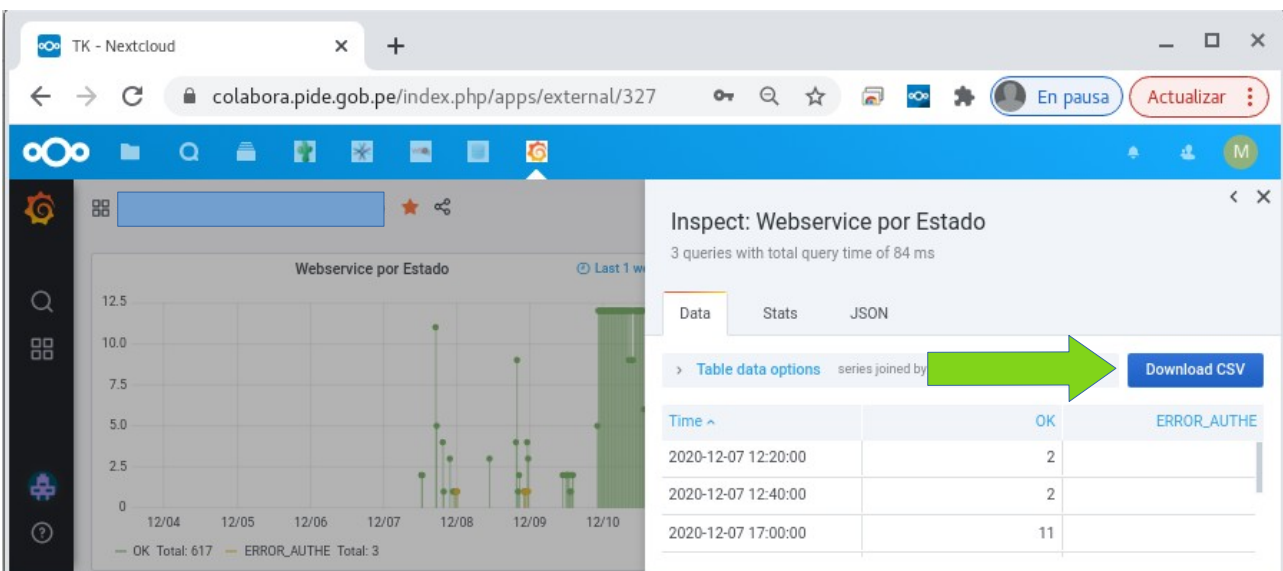 TK - Nextcloud
colabora.pide.gob.pe/index.php/apps/external/327
En pausa
Actualizar
M
Inspect: Webservice por Estado
3 queries with total query time of 84 ms
Webservice por Estado
Last 1 we
Data Stats JSON
Table data options series joined by
Download CSV
Time OK ERROR_AUTHE
2020-12-07 12:20:00 2
2020-12-07 12:40:00 2
2020-12-07 17:00:00 11
12.5
10.0
7.5
5.0
2.5
0
12/04 12/05 12/06 12/07 12/08 12/09 12/10
OK Total: 617 ERROR_AUTHE Total: 3